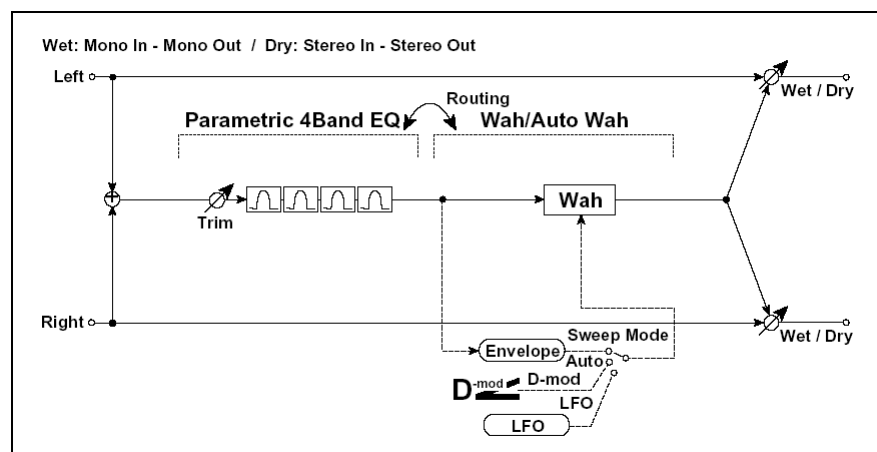 Wet: Mono In - Mono Out / Dry: Stereo In - Stereo Out
Left
Wet / Dry
Routing
Parametric 4Band EQ
Wah/Auto Wah
+
Trim
Wah
Right
Wet / Dry
Sweep Mode
Envelope
Auto
D-mod
D-mod
LFO
LFO